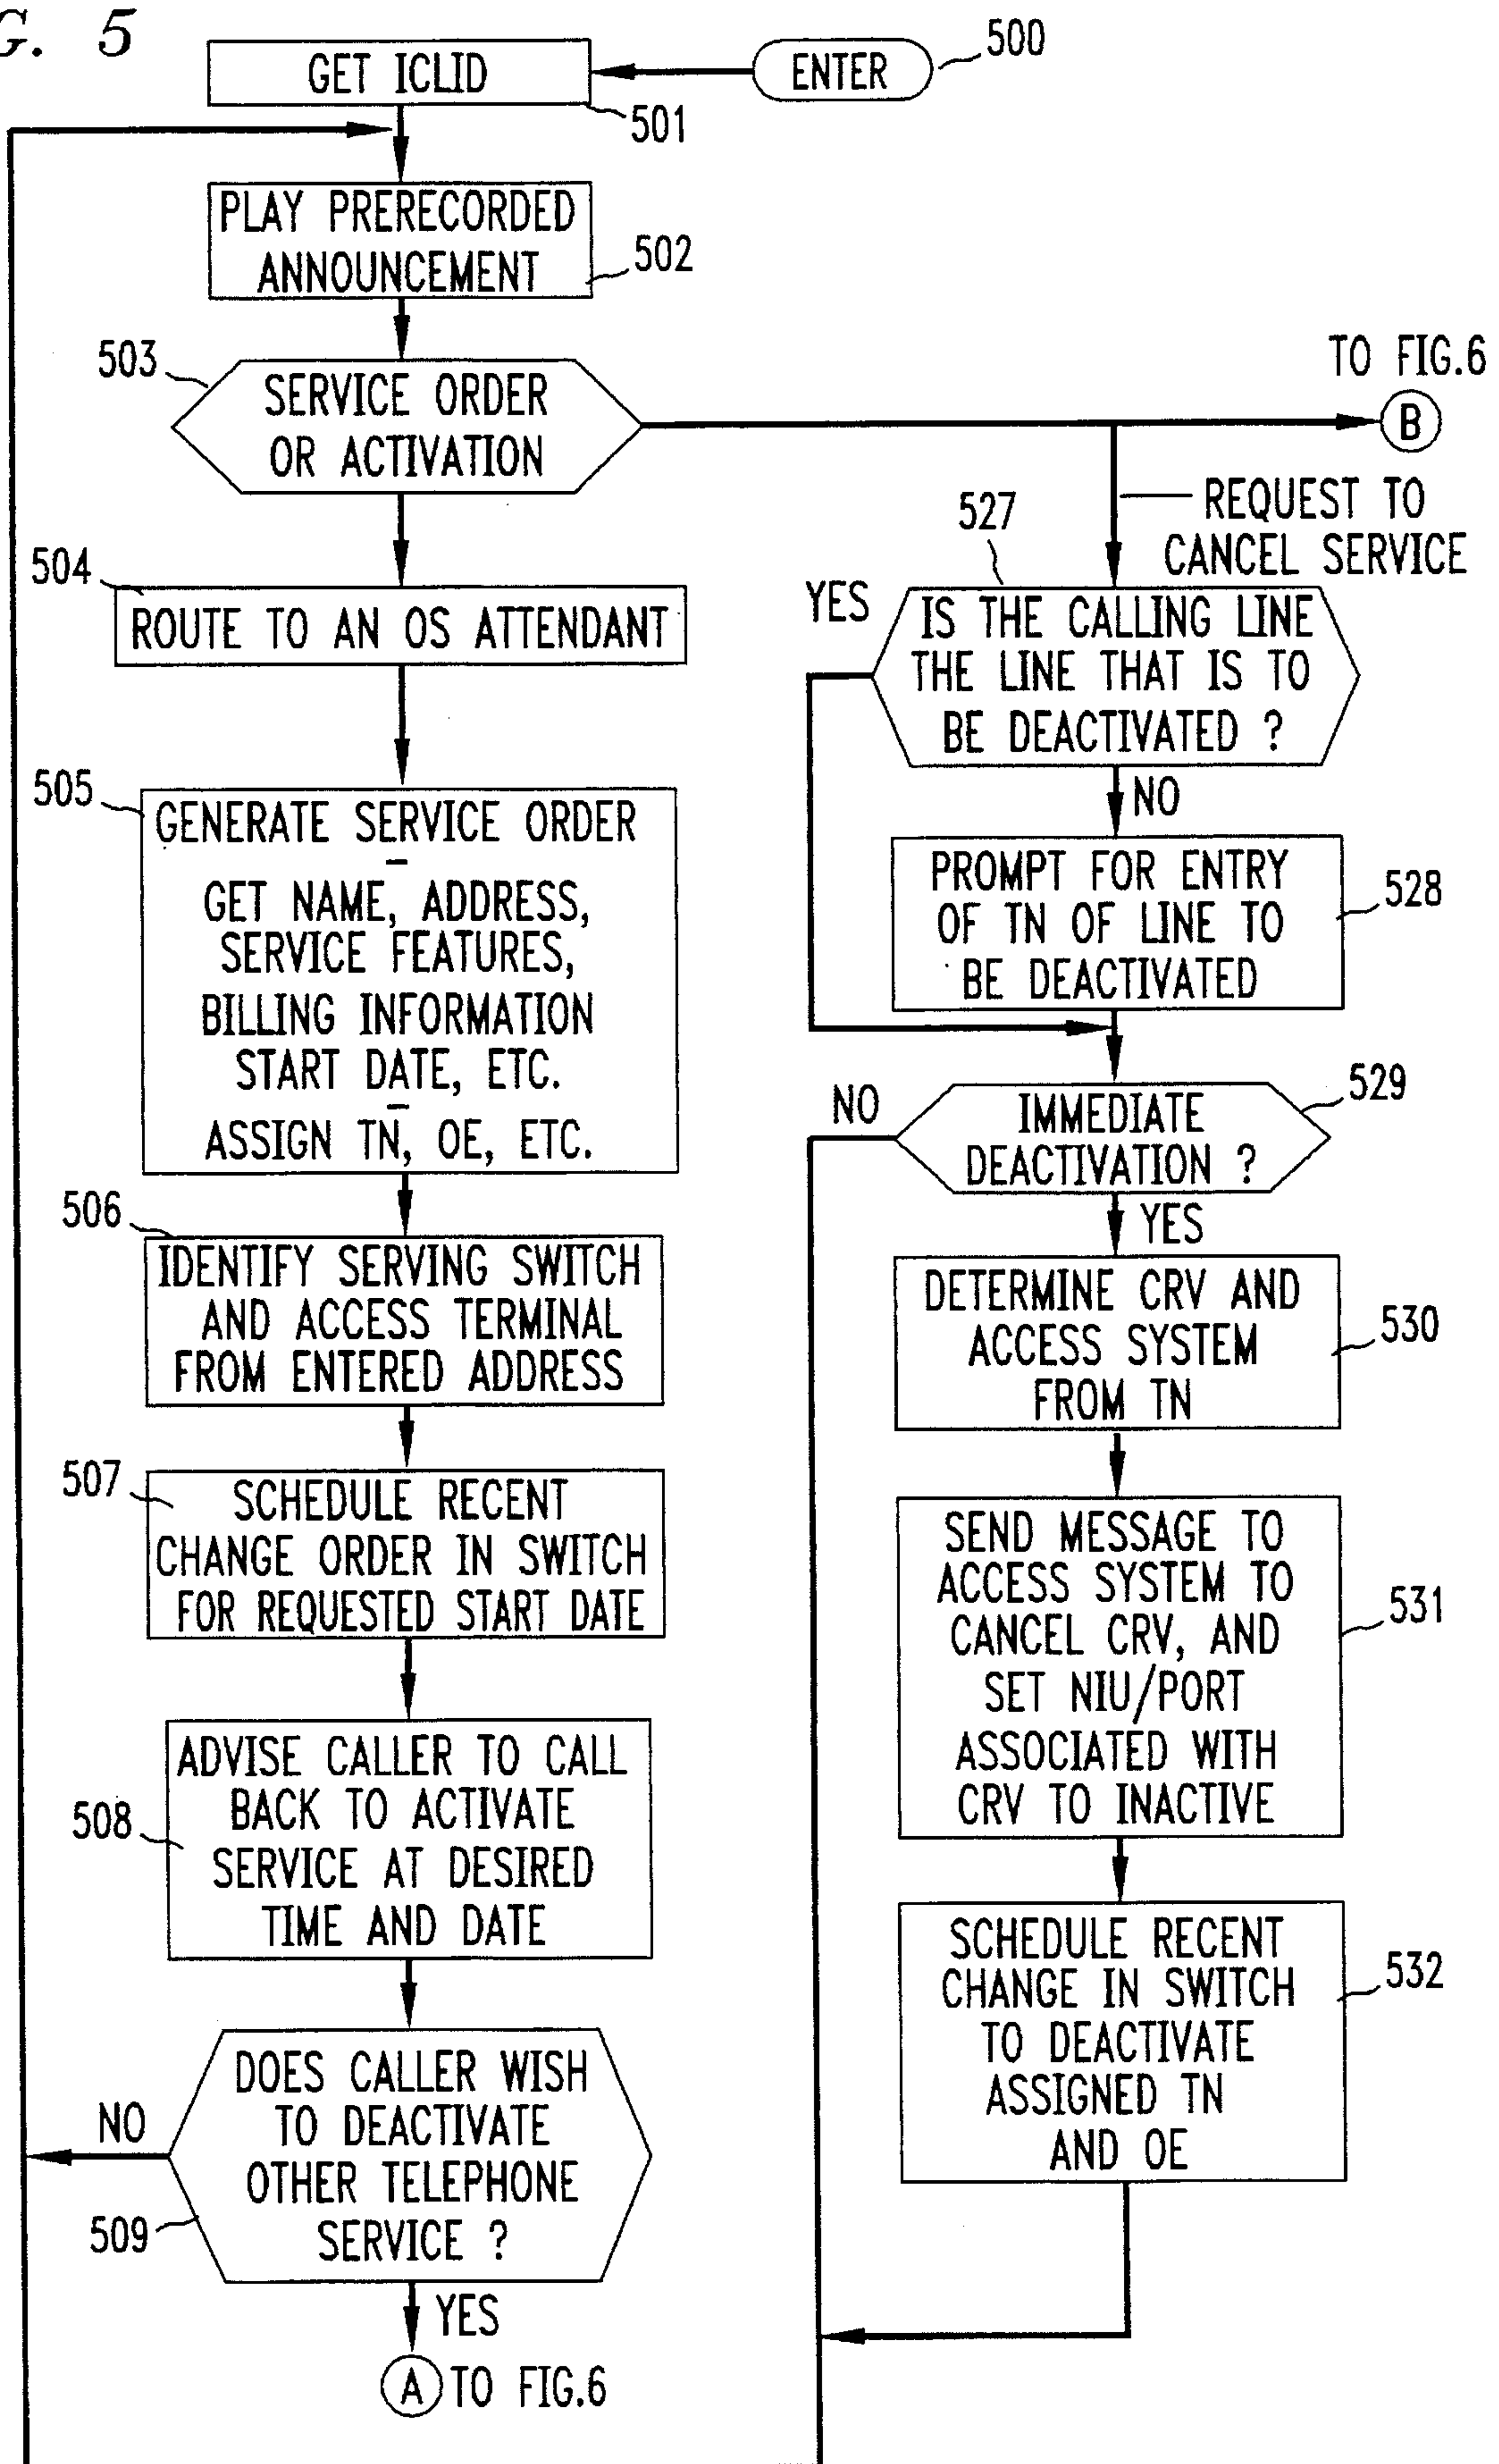 G. 5
GET ICLID
501
ENTER
500
PLAY PRERECORDED
ANNOUNCEMENT
502
503
SERVICE ORDER
OR ACTIVATION
TO FIG.6
B
504
ROUTE TO AN OS ATTENDANT
505
GENERATE SERVICE ORDER
–
GET NAME, ADDRESS,
SERVICE FEATURES,
BILLING INFORMATION
START DATE, ETC.
–
ASSIGN TN, OE, ETC.
506
IDENTIFY SERVING SWITCH
AND ACCESS TERMINAL
FROM ENTERED ADDRESS
507
SCHEDULE RECENT
CHANGE ORDER IN SWITCH
FOR REQUESTED START DATE
508
ADVISE CALLER TO CALL
BACK TO ACTIVATE
SERVICE AT DESIRED
TIME AND DATE
NO
509
DOES CALLER WISH
TO DEACTIVATE
OTHER TELEPHONE
SERVICE ?
YES
A TO FIG.6
REQUEST TO
CANCEL SERVICE
527
YES
IS THE CALLING LINE
THE LINE THAT IS TO
BE DEACTIVATED ?
NO
PROMPT FOR ENTRY
OF TN OF LINE TO
BE DEACTIVATED
528
NO
IMMEDIATE
DEACTIVATION ?
529
YES
DETERMINE CRV AND
ACCESS SYSTEM
FROM TN
530
SEND MESSAGE TO
ACCESS SYSTEM TO
CANCEL CRV, AND
SET NIU/PORT
ASSOCIATED WITH
CRV TO INACTIVE
531
SCHEDULE RECENT
CHANGE IN SWITCH
TO DEACTIVATE
ASSIGNED TN
AND OE
532